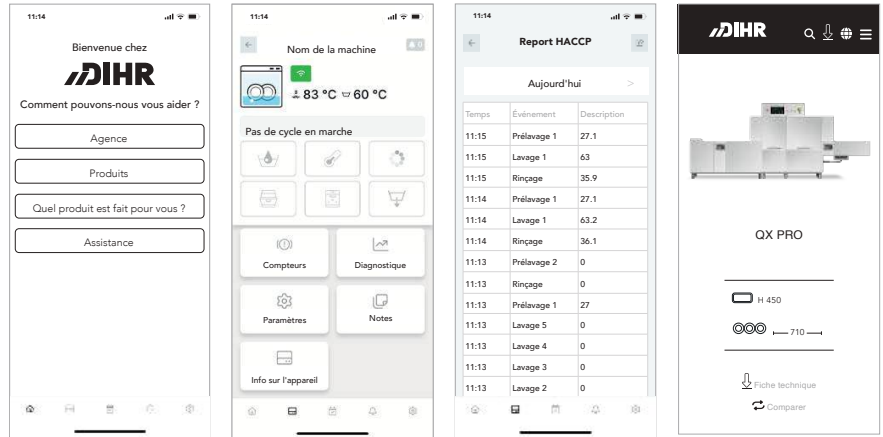 11:14
Bienvenue chez
DIHR
Comment pouvons-nous vous aider ?
Agence
Produits
Quel produit est fait pour vous ?
Assistance
11:14
Nom de la machine
0
83 °C 60 °C
Pas de cycle en marche
Compteurs Diagnostique
Paramètres Notes
Info sur l'appareil
11:14
Report HACCP
Aujourd'hui >
Temps Événement Description
11:15 Prélavage 1 27.1
11:15 Lavage 1 63
11:15 Rinçage 35.9
11:14 Prélavage 1 27.1
11:14 Lavage 1 63.2
11:14 Rinçage 36.1
11:13 Prélavage 2 0
11:13 Rinçage 0
11:13 Prélavage 1 27
11:13 Lavage 5 0
11:13 Lavage 4 0
11:13 Lavage 3 0
11:13 Lavage 2 0
DIHR
QX PRO
H 450
710
Fiche technique
Comparer